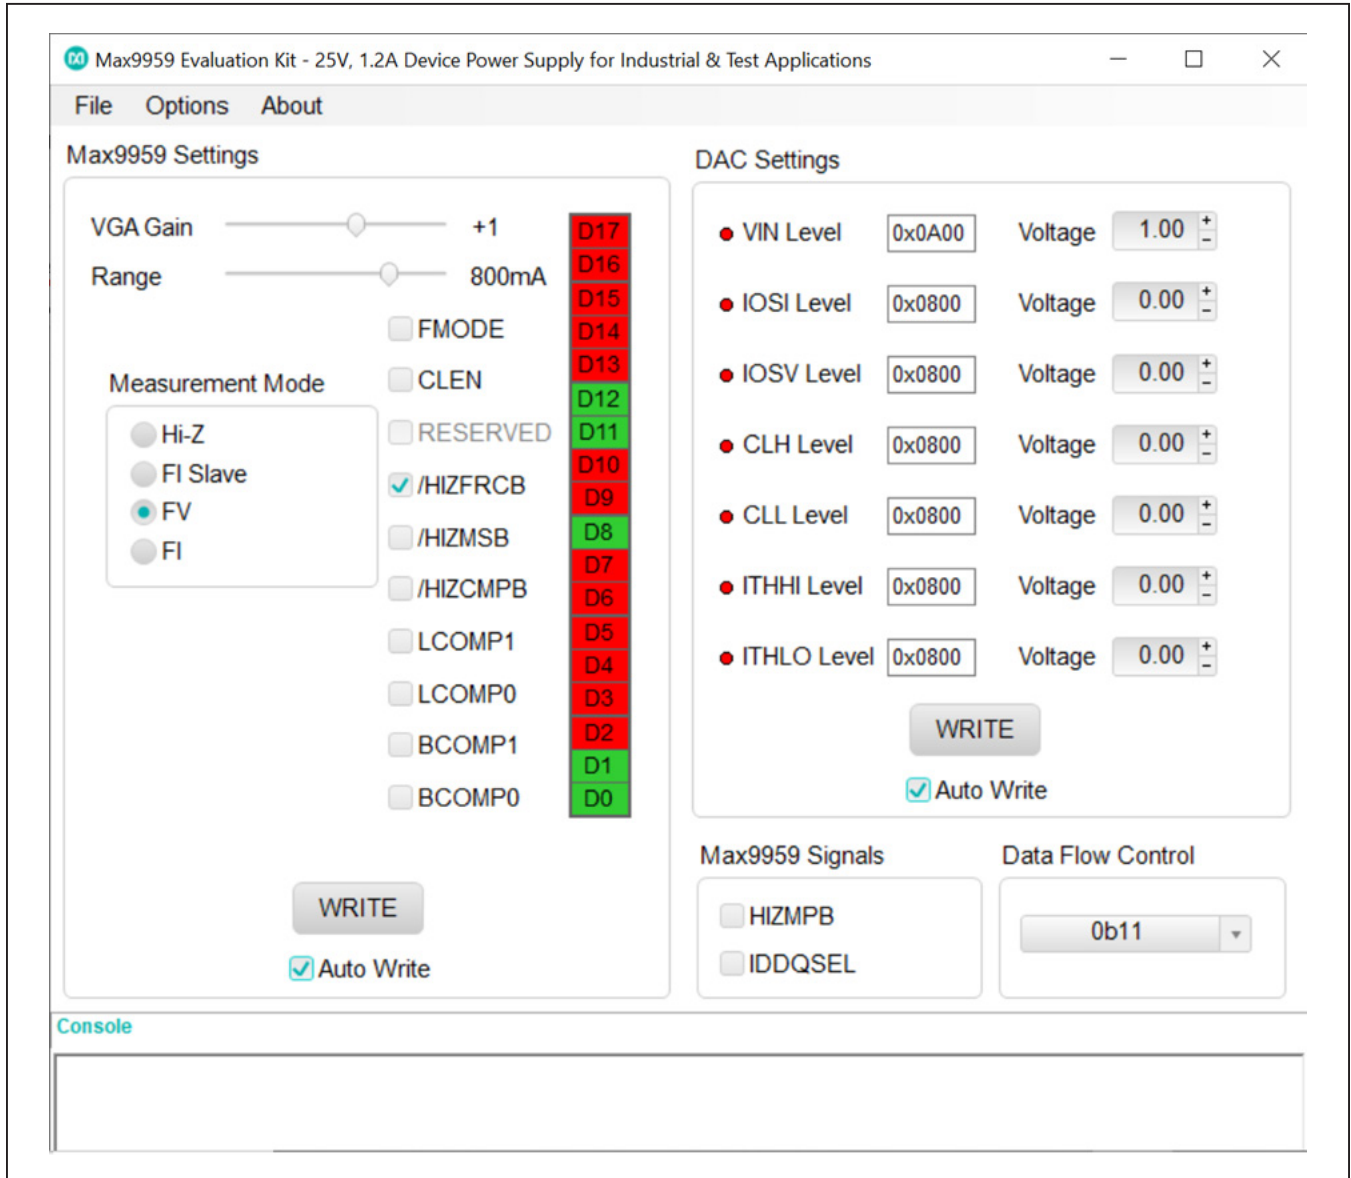 Max9959 Evaluation Kit - 25V, 1.2A Device Power Supply for Industrial & Test Applications
File Options About
Max9959 Settings
VGA Gain +1
Range 800mA
Measurement Mode
Hi-Z
FI Slave
FV
FI
FMODE
CLEN
RESERVED
/HIZFRCB
/HIZMSB
/HIZCMPB
LCOMP1
LCOMP0
BCOMP1
BCOMP0
D17
D16
D15
D14
D13
D12
D11
D10
D9
D8
D7
D6
D5
D4
D3
D2
D1
D0
WRITE
Auto Write
DAC Settings
VIN Level 0x0A00 Voltage 1.00 + -
IOSI Level 0x0800 Voltage 0.00 + -
IOSV Level 0x0800 Voltage 0.00 + -
CLH Level 0x0800 Voltage 0.00 + -
CLL Level 0x0800 Voltage 0.00 + -
ITHHI Level 0x0800 Voltage 0.00 + -
ITHLO Level 0x0800 Voltage 0.00 + -
WRITE
Auto Write
Max9959 Signals
HIZMPB
IDDQSEL
Data Flow Control
0b11
Console